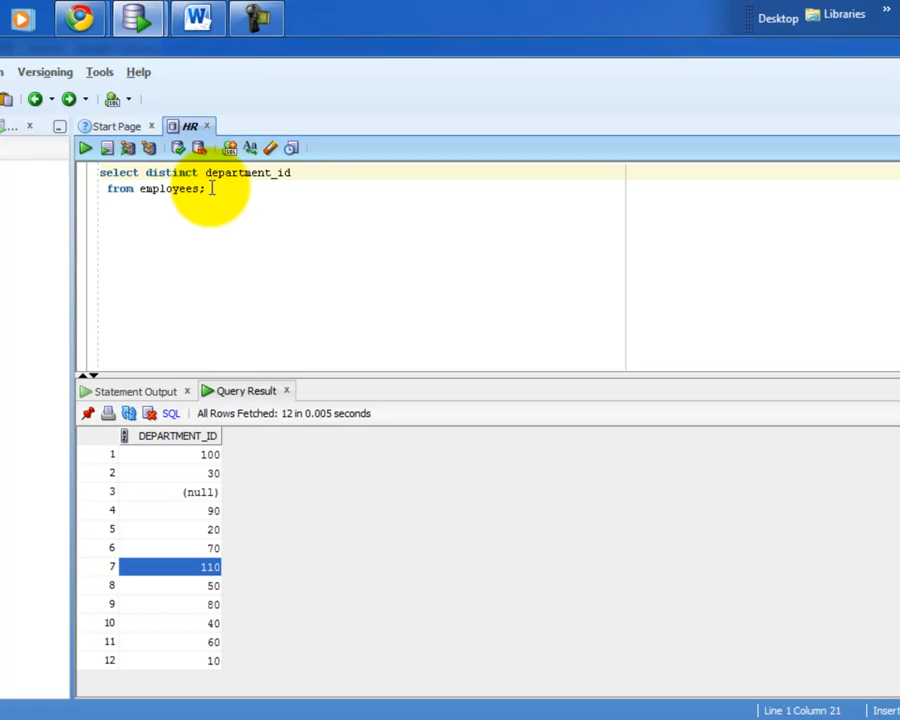 Desktop
Libraries
»
Versioning Tools Help
... Start Page HR
select distinct department_id
from employees;
Statement Output Query Result
SQL All Rows Fetched: 12 in 0.005 seconds
DEPARTMENT_ID
1 100
2 30
3 (null)
4 90
5 20
6 70
7 110
8 50
9 80
10 40
11 60
12 10
Line 1 Column 21 Insert